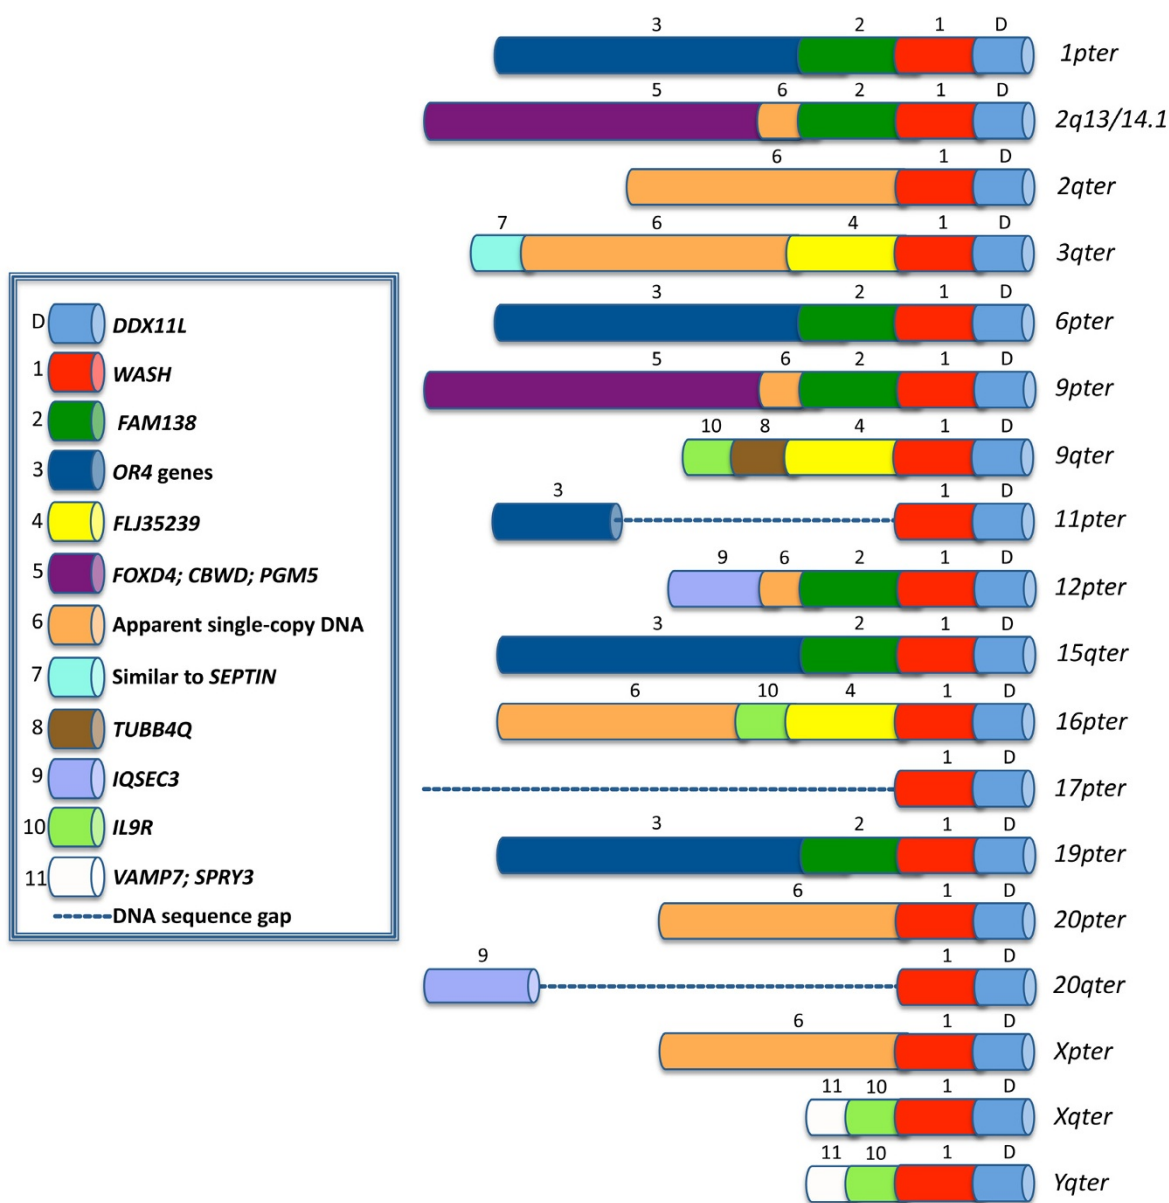 3 2 1 D
1pter
5 6 2 1 D
2q13/14.1
6 1 D
2qter
7 6 4 1 D
3qter
3 2 1 D
6pter
5 6 2 1 D
9pter
10 8 4 1 D
9qter
3 1 D
11pter
9 6 2 1 D
12pter
3 2 1 D
15qter
6 10 4 1 D
16pter
1 D
17pter
3 2 1 D
19pter
6 1 D
20pter
9 1 D
20qter
6 1 D
Xpter
11 10 1 D
Xqter
11 10 1 D
Yqter
D DDX11L
1 WASH
2 FAM138
3 OR4 genes
4 FLJ35239
5 FOXD4; CBWD; PGM5
6 Apparent single-copy DNA
7 Similar to SEPTIN
8 TUBB4Q
9 IQSEC3
10 IL9R
11 VAMP7; SPRY3
DNA sequence gap